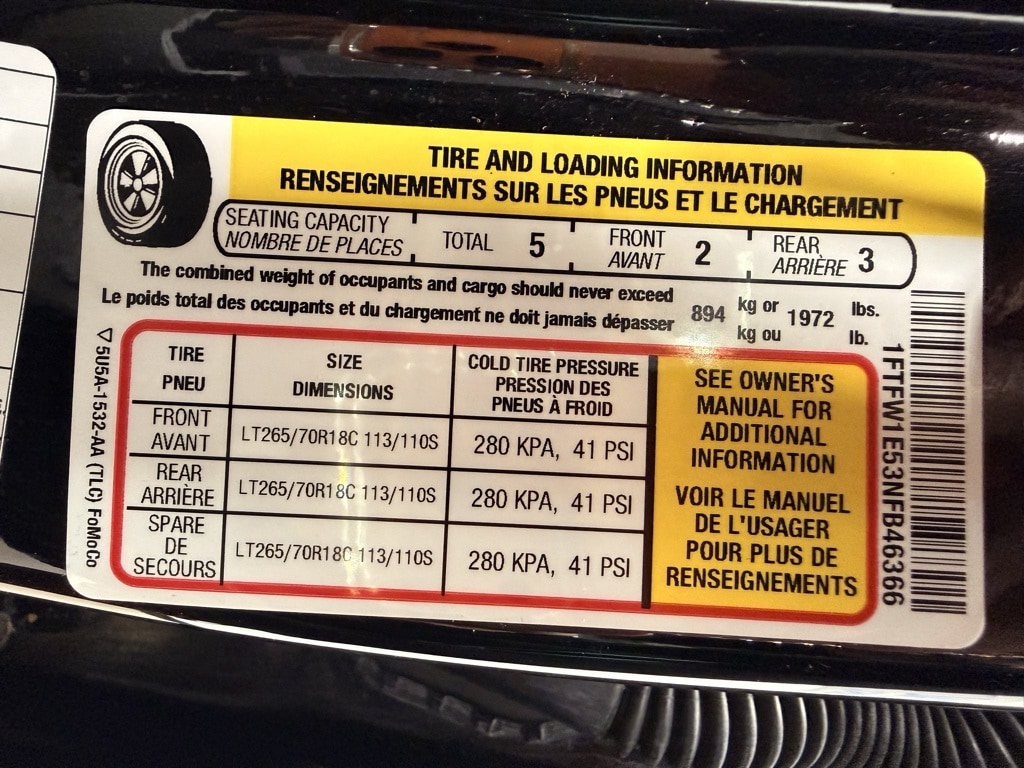 TIRE AND LOADING INFORMATION
RENSEIGNEMENTS SUR LES PNEUS ET LE CHARGEMENT
SEATING CAPACITY
NOMBRE DE PLACES
TOTAL 5
FRONT
AVANT
2
REAR
ARRIÈRE
3
The combined weight of occupants and cargo should never exceed
Le poids total des occupants et du chargement ne doit jamais dépasser
894
kg or
kg ou
1972
lbs.
lb.
TIRE
PNEU
SIZE
DIMENSIONS
COLD TIRE PRESSURE
PRESSION DES
PNEUS À FROID
FRONT
AVANT
LT265/70R18C 113/110S
280 KPA, 41 PSI
REAR
ARRIÈRE
LT265/70R18C 113/110S
280 KPA, 41 PSI
SPARE
DE
SECOURS
LT265/70R18C 113/110S
280 KPA, 41 PSI
SEE OWNER'S
MANUAL FOR
ADDITIONAL
INFORMATION
VOIR LE MANUEL
DE L'USAGER
POUR PLUS DE
RENSEIGNEMENTS
5U5A-1532-AA (TLC) FoMoCo
1FTFW1E53NFB46366